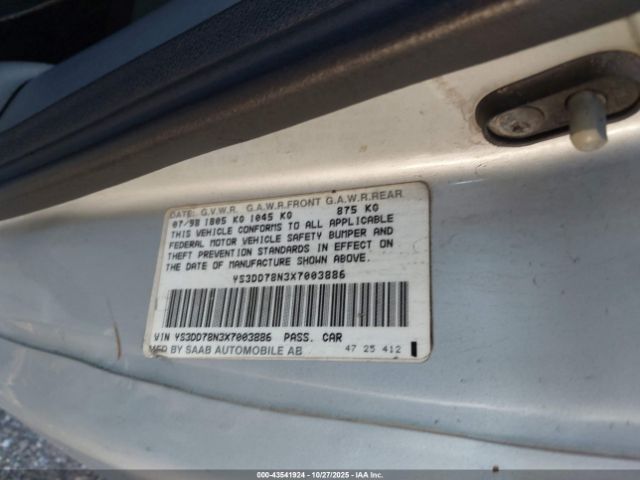 DATE: G.V.W.R. G.A.W.R.FRONT G.A.W.R.REAR
07/98 1805 KG 1045 KG 875 KG
THIS VEHICLE CONFORMS TO ALL APPLICABLE
FEDERAL MOTOR VEHICLE SAFETY BUMPER AND
THEFT PREVENTION STANDARDS IN EFFECT ON
THE DATE OF MANUFACTURE SHOWN ABOVE.
YS3DD78N3X7003886
VIN YS3DD78N3X7003886 PASS. CAR
MFD BY SAAB AUTOMOBILE AB 47 25 412
000-43541924 | 10/27/2025 | IAA Corp.